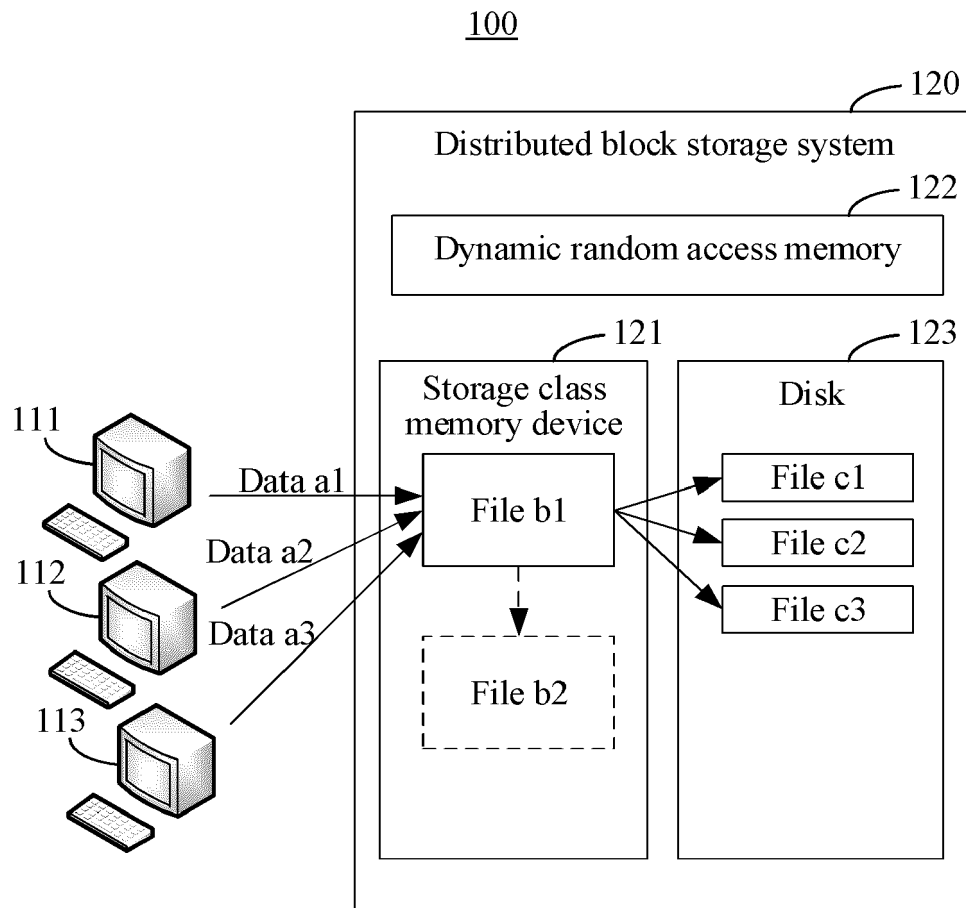 100
120
Distributed block storage system
122
Dynamic random access memory
121
123
Storage class
memory device
Disk
111
Data a1
File b1
File c1
Data a2
File c2
112
Data a3
File c3
File b2
113